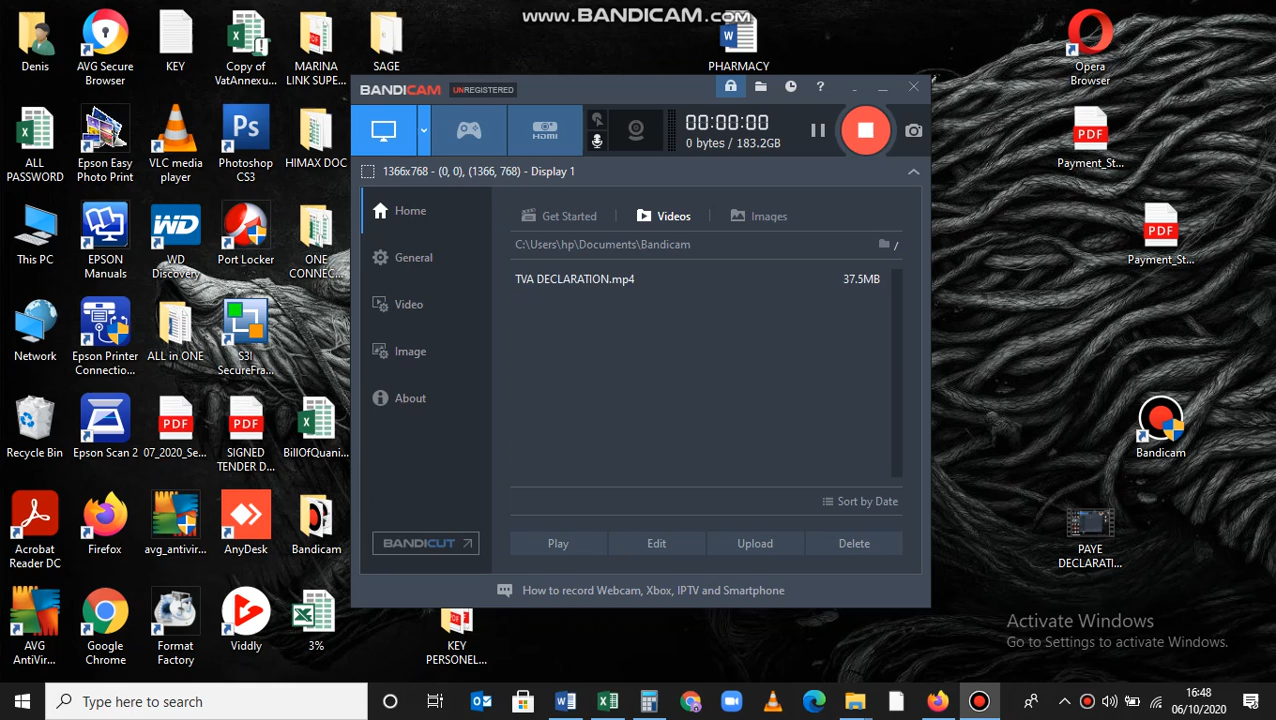 www.BANDICAM.com
Denis
AVG Secure
Browser
KEY
Copy of
VatAnnexu...
MARINA
LINK SUPE...
SAGE
PHARMACY
Opera
Browser
BANDICAM UNREGISTERED
00:00:00
0 bytes / 183.2GB
HDMI
1366x768 - (0, 0), (1366, 768) - Display 1
ALL
PASSWORD
Epson Easy
Photo Print
VLC media
player
Photoshop
CS3
HIMAX DOC
Payment_St...
Home
General
Video
Image
About
Get Started
Videos
Images
C:\Users\hp\Documents\Bandicam
TVA DECLARATION.mp4 37.5MB
Sort by Date
BANDICUT
Play
Edit
Upload
Delete
How to record Webcam, Xbox, IPTV and Smartphone
This PC
EPSON
Manuals
WD
Discovery
Port Locker
ONE
CONNEC...
Payment_St...
Network
Epson Printer
Connectio...
ALL in ONE
S3I
SecureFra...
Recycle Bin
Epson Scan 2
07_2020_Se...
SIGNED
TENDER D...
BillOfQuani...
Bandicam
Acrobat
Reader DC
Firefox
avg_antivir...
AnyDesk
Bandicam
PAYE
DECLARATI...
AVG
AntiVir...
Google
Chrome
Format
Factory
Viddly
3%
KEY
PERSONEL...
Activate Windows
Go to Settings to activate Windows.
Type here to search
16:48
06/10/2020